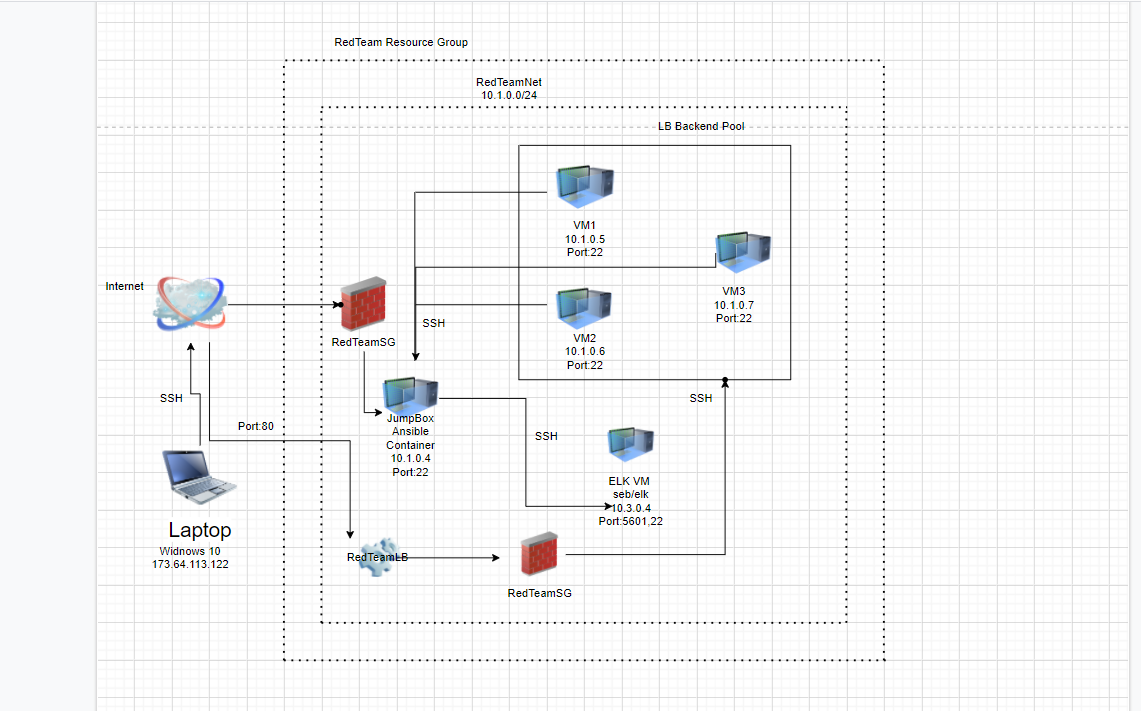 RedTeam Resource Group
RedTeamNet
10.1.0.0/24
LB Backend Pool
VM1
10.1.0.5
Port:22
VM3
10.1.0.7
Port:22
Internet
SSH
RedTeamSG
VM2
10.1.0.6
Port:22
SSH
SSH
Port:80
JumpBox
Ansible
Container
10.1.0.4
Port:22
SSH
ELK VM
seb/elk
10.3.0.4
Port:5601,22
Laptop
Widnows 10
173.64.113.122
RedTeamLB
RedTeamSG